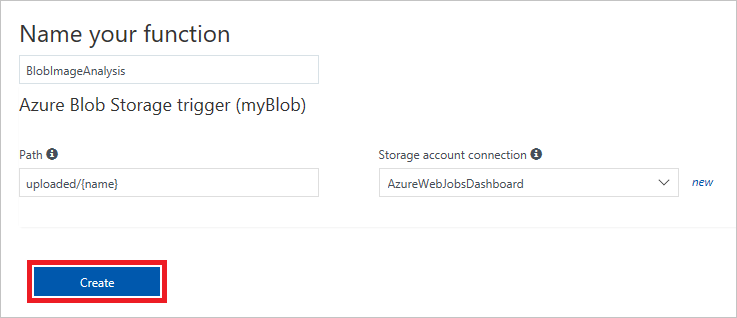 Name your function
BlobImageAnalysis
Azure Blob Storage trigger (myBlob)
Path
Storage account connection
uploaded/{name}
AzureWebJobsDashboard
new
Create